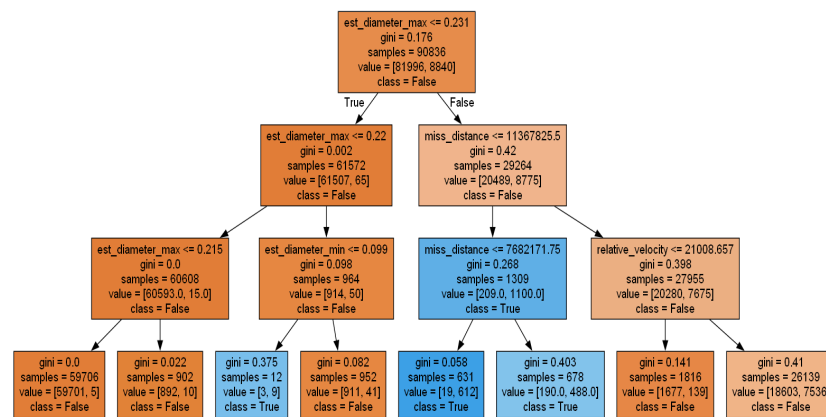 est_diameter_max <= 0.231
gini = 0.176
samples = 90836
value = [81996, 8840]
class = False
True
False
est_diameter_max <= 0.22
gini = 0.002
samples = 61572
value = [61507, 65]
class = False
miss_distance <= 11367825.5
gini = 0.42
samples = 29264
value = [20489, 8775]
class = False
est_diameter_max <= 0.215
gini = 0.0
samples = 60608
value = [60593.0, 15.0]
class = False
est_diameter_min <= 0.099
gini = 0.098
samples = 964
value = [914, 50]
class = False
miss_distance <= 7682171.75
gini = 0.268
samples = 1309
value = [209.0, 1100.0]
class = True
relative_velocity <= 21008.657
gini = 0.398
samples = 27955
value = [20280, 7675]
class = False
gini = 0.0
samples = 59706
value = [59701, 5]
class = False
gini = 0.022
samples = 902
value = [892, 10]
class = False
gini = 0.375
samples = 12
value = [3, 9]
class = True
gini = 0.082
samples = 952
value = [911, 41]
class = False
gini = 0.058
samples = 631
value = [19, 612]
class = True
gini = 0.403
samples = 678
value = [190.0, 488.0]
class = True
gini = 0.141
samples = 1816
value = [1677, 139]
class = False
gini = 0.41
samples = 26139
value = [18603, 7536]
class = False